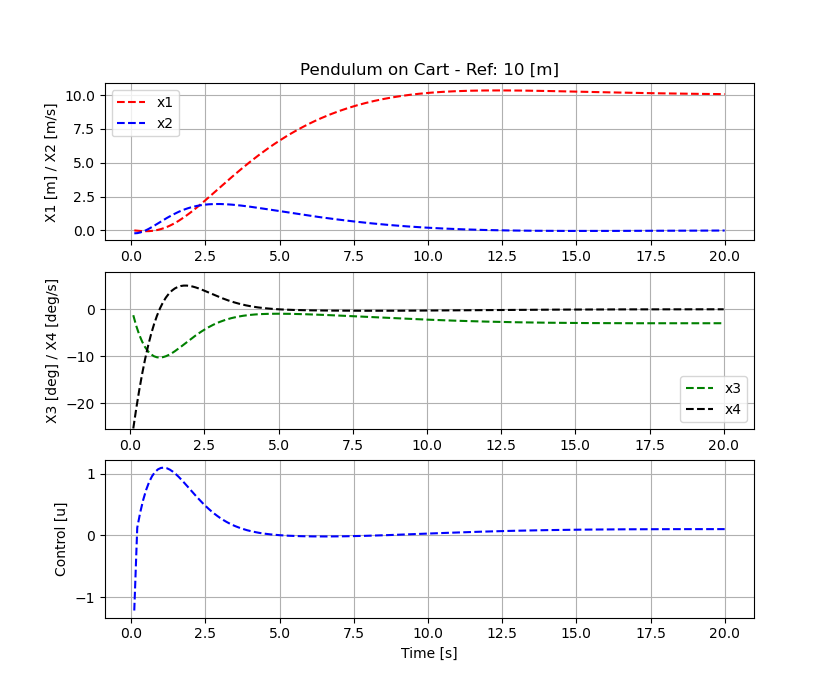 Pendulum on Cart - Ref: 10 [m]
X1 [m] / X2 [m/s]
10.0
7.5
5.0
2.5
0.0
x1
x2
0.0 2.5 5.0 7.5 10.0 12.5 15.0 17.5 20.0
X3 [deg] / X4 [deg/s]
0
−10
−20
x3
x4
0.0 2.5 5.0 7.5 10.0 12.5 15.0 17.5 20.0
Control [u]
1
0
−1
0.0 2.5 5.0 7.5 10.0 12.5 15.0 17.5 20.0
Time [s]